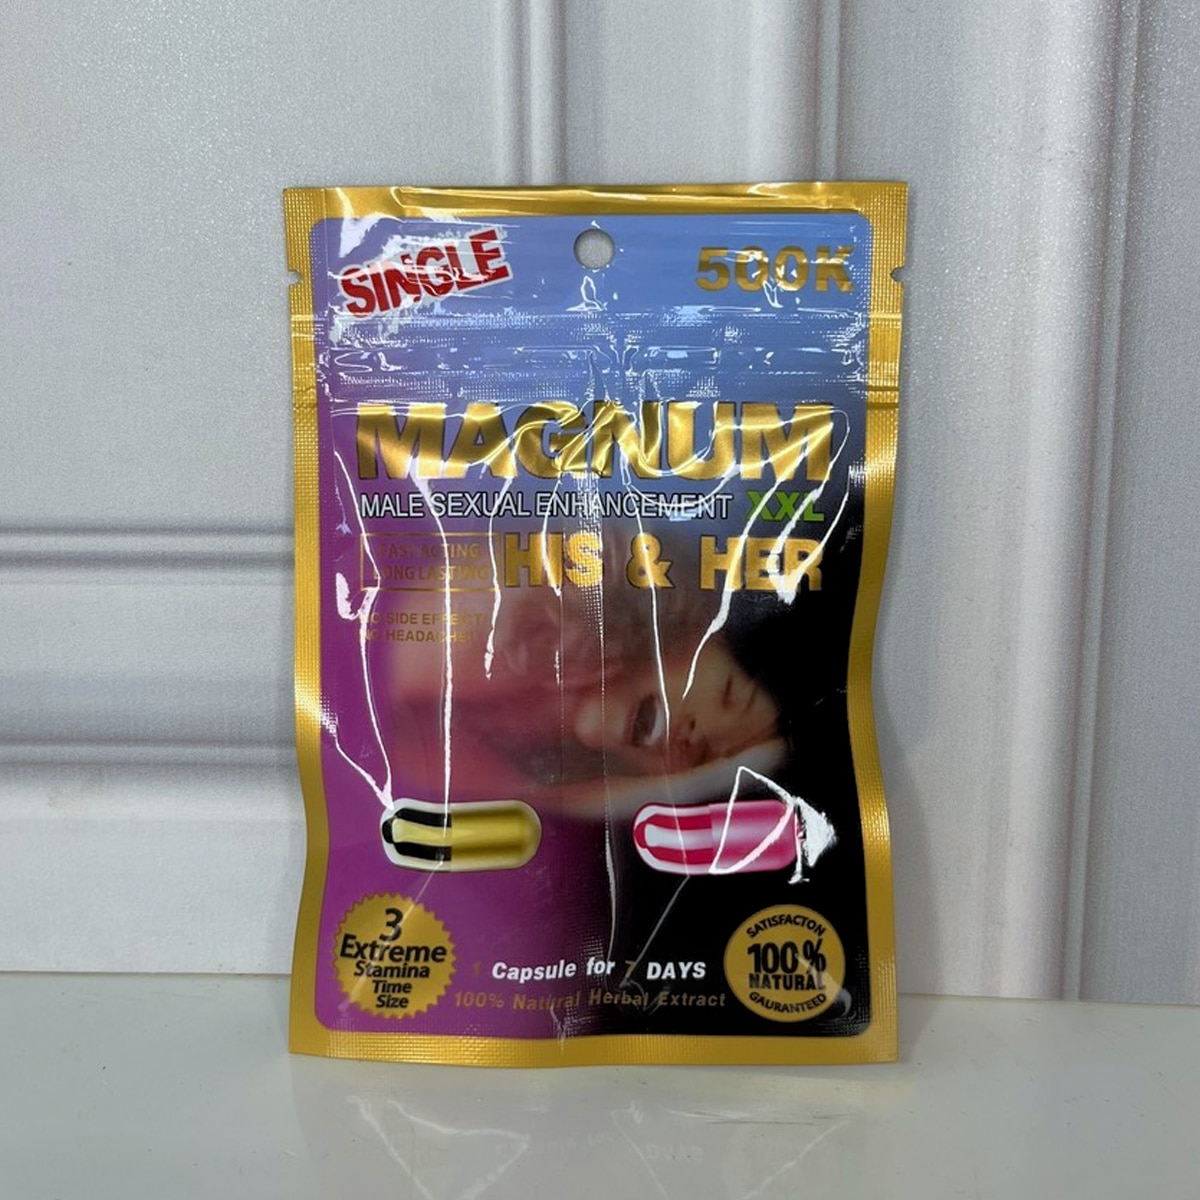 SINGLE
500K
MAGNUM
MALE SEXUAL ENHANCEMENT XXL
FAST ACTING
LONG LASTING
HIS & HER
NO SIDE EFFECT
NO HEADACHE
3
Extreme
Stamina
Time
Size
1 Capsule for 7 DAYS
100% Natural Herbal Extract
SATISFACTON
100%
NATURAL
GAURANTEED